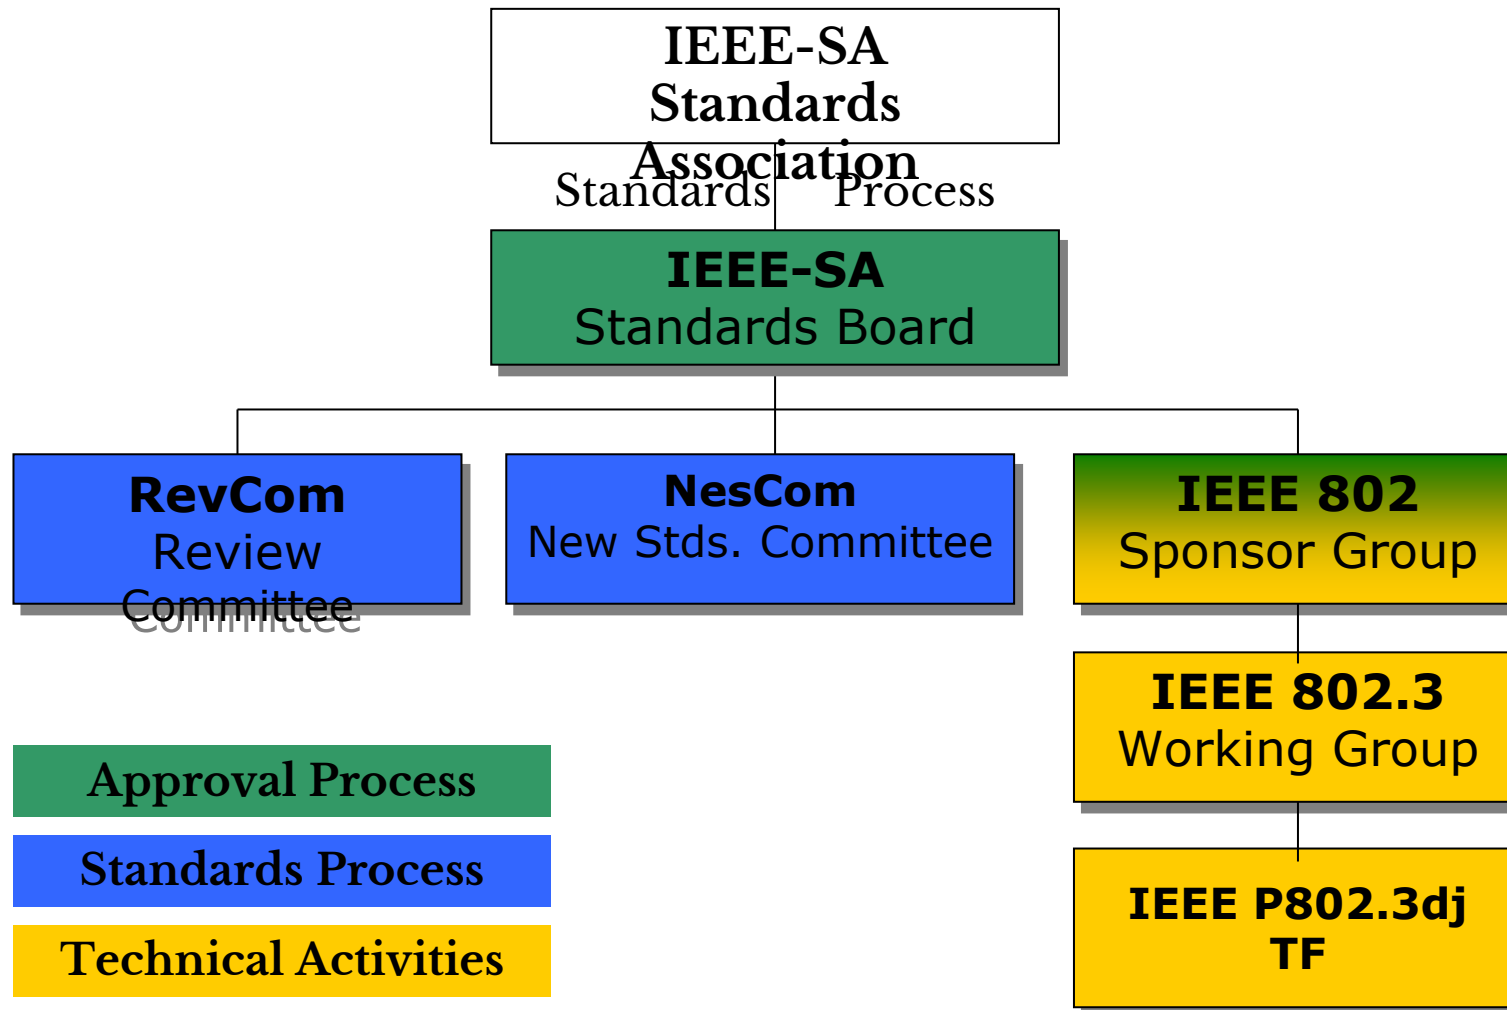 IEEE-SA
Standards
Association
Standards Process
IEEE-SA
Standards Board
RevCom
Review
Committee
NesCom
New Stds. Committee
IEEE 802
Sponsor Group
IEEE 802.3
Working Group
IEEE P802.3dj
TF
Approval Process
Standards Process
Technical Activities